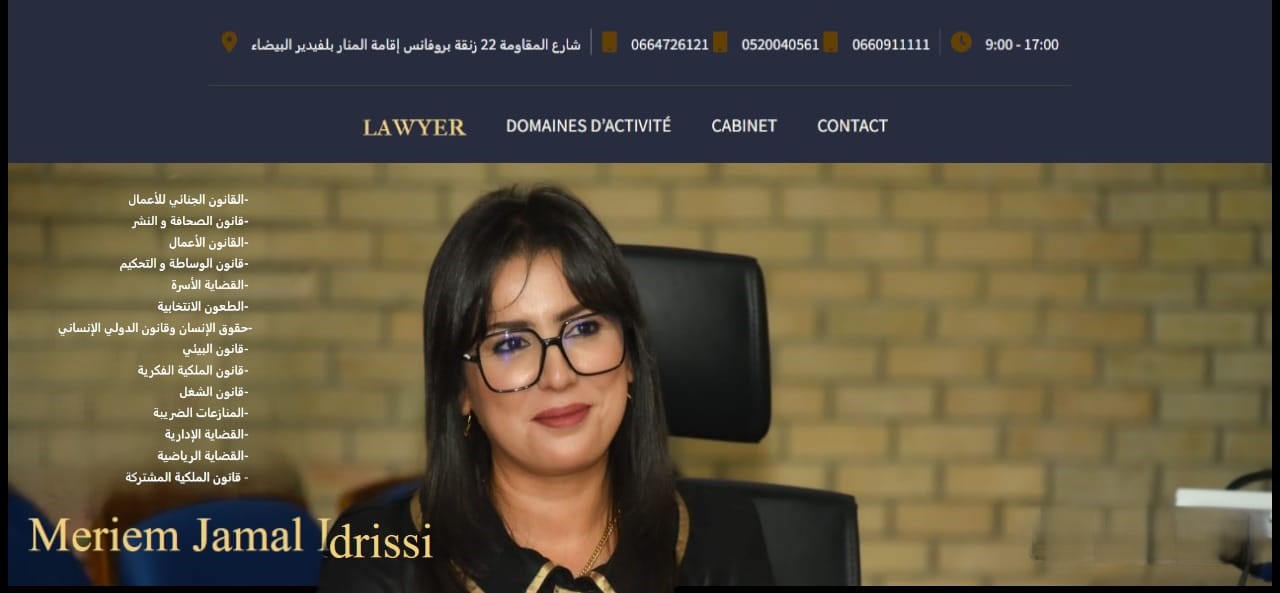 شارع المقاومة 22 زنقة بروفانس إقامة المنار بلفيدير البيضاء
0664726121 0520040561 0660911111 9:00 - 17:00
LAWYER DOMAINES D'ACTIVITÉ CABINET CONTACT
-القانون الجنائي للأعمال
-قانون الصحافة و النشر
-القانون الأعمال
-قانون الوساطة و التحكيم
-القضاية الأسرة
-الطعون الانتخابية
-حقوق الإنسان وقانون الدولي الإنساني
-قانون البيئي
-قانون الملكية الفكرية
-قانون الشغل
-المنازعات الضريبة
-القضاية الإدارية
-القضاية الرياضية
- قانون الملكية المشتركة
Meriem Jamal Idrissi